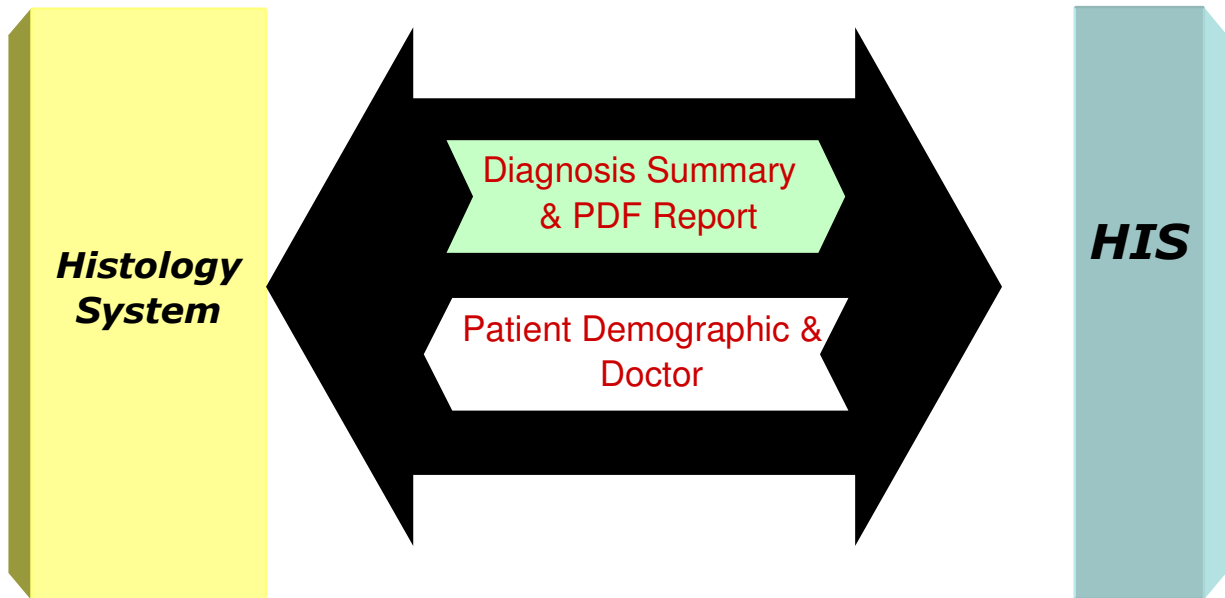 Histology
System
Diagnosis Summary
& PDF Report
Patient Demographic &
Doctor
HIS